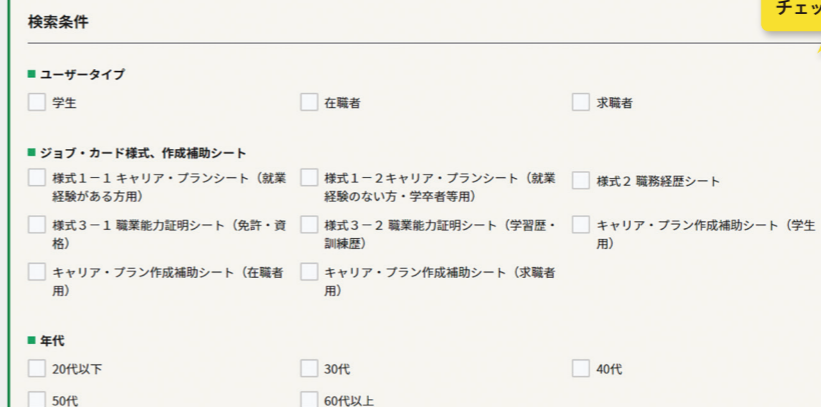 検索条件
チェッ
ユーザータイプ
学生
在職者
求職者
ジョブ・カード様式、作成補助シート
様式１－１ キャリア・プランシート（就業
経験がある方用）
様式１－２キャリア・プランシート（就業
経験のない方・学卒者等用）
様式２ 職務経歴シート
様式３－１ 職業能力証明シート（免許・資
格）
様式３－２ 職業能力証明シート（学習歴・
訓練歴）
キャリア・プラン作成補助シート（学生
用）
キャリア・プラン作成補助シート（在職者
用）
キャリア・プラン作成補助シート（求職者
用）
年代
20代以下
30代
40代
50代
60代以上